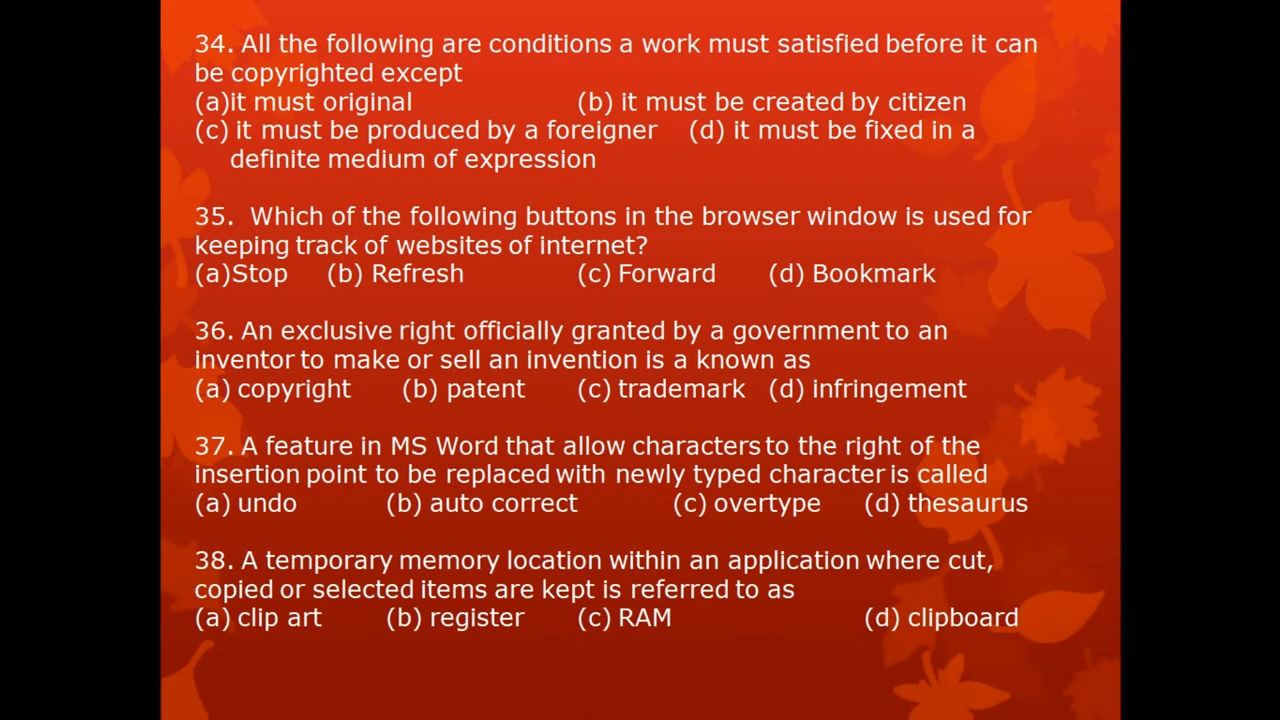 34. All the following are conditions a work must satisfied before it can
be copyrighted except
(a)it must original (b) it must be created by citizen
(c) it must be produced by a foreigner (d) it must be fixed in a
definite medium of expression
35. Which of the following buttons in the browser window is used for
keeping track of websites of internet?
(a)Stop (b) Refresh (c) Forward (d) Bookmark
36. An exclusive right officially granted by a government to an
inventor to make or sell an invention is a known as
(a) copyright (b) patent (c) trademark (d) infringement
37. A feature in MS Word that allow characters to the right of the
insertion point to be replaced with newly typed character is called
(a) undo (b) auto correct (c) overtype (d) thesaurus
38. A temporary memory location within an application where cut,
copied or selected items are kept is referred to as
(a) clip art (b) register (c) RAM (d) clipboard